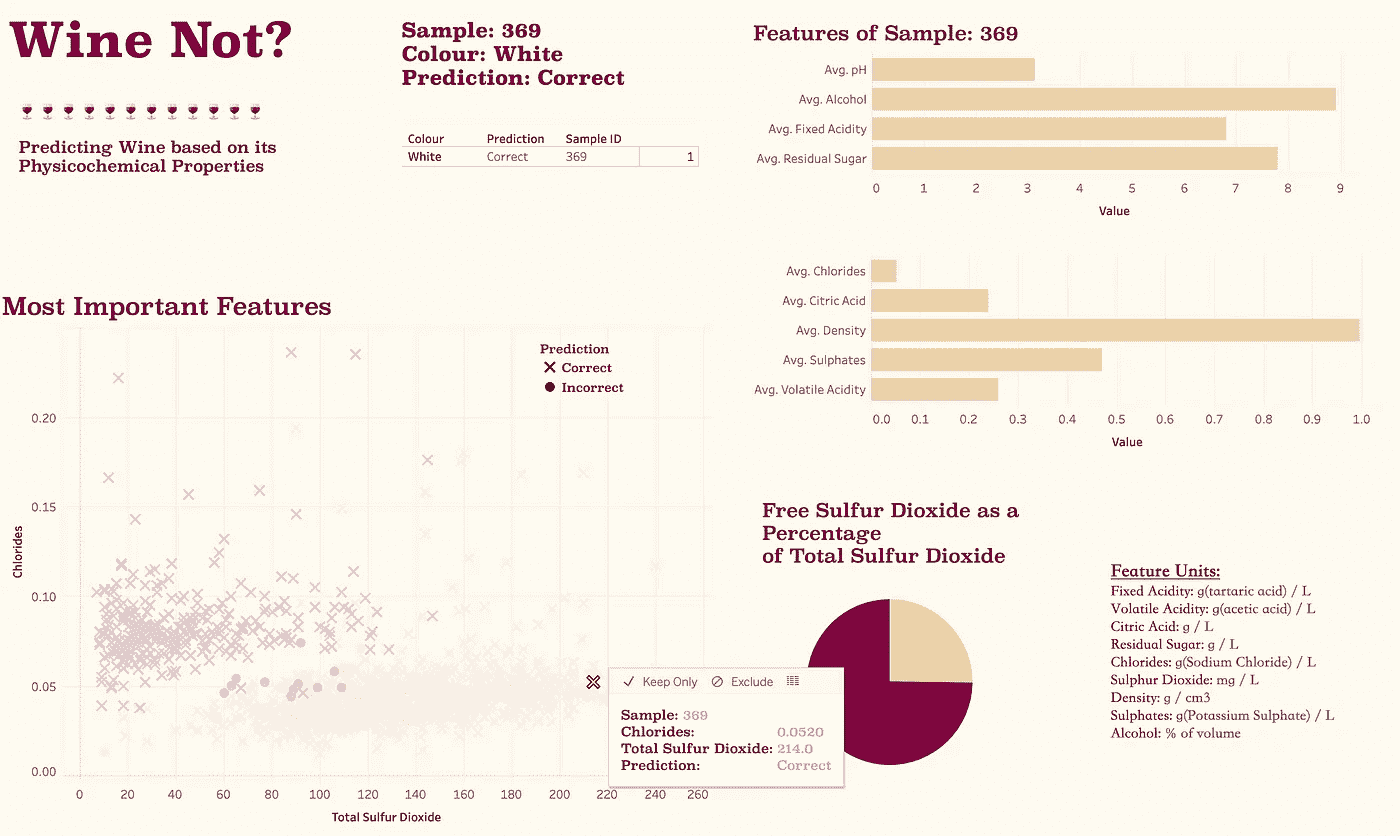 Wine Not?
Predicting Wine based on its
Physicochemical Properties
Sample: 369
Colour: White
Prediction: Correct
Colour Prediction Sample ID
White Correct 369 1
Features of Sample: 369
Avg. pH
Avg. Alcohol
Avg. Fixed Acidity
Avg. Residual Sugar
0 1 2 3 4 5 6 7 8 9
Value
Avg. Chlorides
Avg. Citric Acid
Avg. Density
Avg. Sulphates
Avg. Volatile Acidity
0.0 0.1 0.2 0.3 0.4 0.5 0.6 0.7 0.8 0.9 1.0
Value
Most Important Features
Prediction
Correct
Incorrect
Chlorides
0.20
0.15
0.10
0.05
0.00
0 20 40 60 80 100 120 140 160 180 200 220 240 260
Total Sulfur Dioxide
Keep Only Exclude
Sample: 369
Chlorides: 0.0520
Total Sulfur Dioxide: 214.0
Prediction: Correct
Free Sulfur Dioxide as a
Percentage
of Total Sulfur Dioxide
Feature Units:
Fixed Acidity: g(tartaric acid) / L
Volatile Acidity: g(acetic acid) / L
Citric Acid: g / L
Residual Sugar: g / L
Chlorides: g(Sodium Chloride) / L
Sulphur Dioxide: mg / L
Density: g / cm3
Sulphates: g(Potassium Sulphate) / L
Alcohol: % of volume